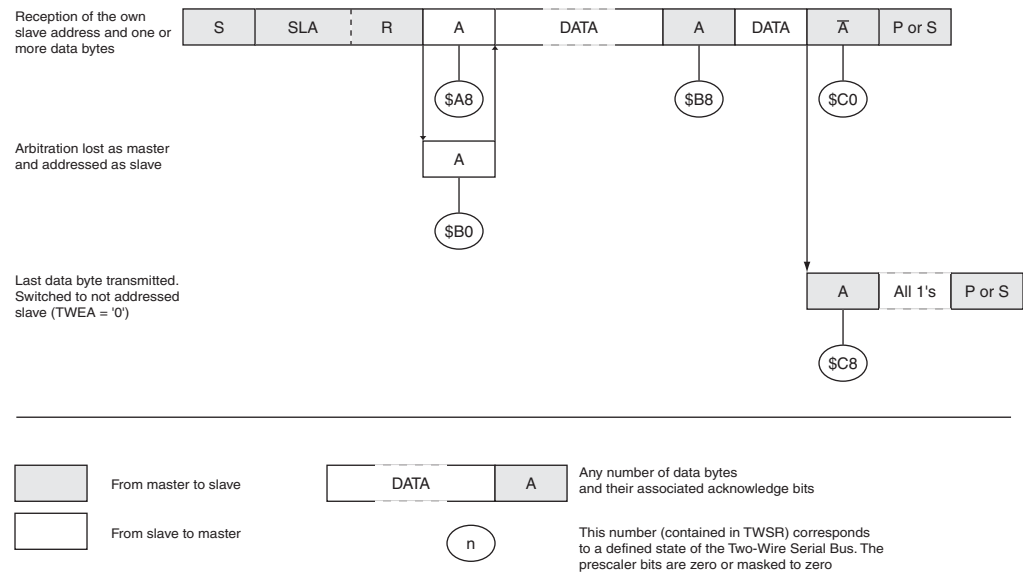 Reception of the own
slave address and one or
more data bytes
S SLA R A DATA A DATA A̅ P or S
$A8 $B8 $C0
Arbitration lost as master
and addressed as slave
A
$B0
Last data byte transmitted.
Switched to not addressed
slave (TWEA = '0')
A All 1's P or S
$C8
From master to slave
DATA A
Any number of data bytes
and their associated acknowledge bits
From slave to master
n
This number (contained in TWSR) corresponds
to a defined state of the Two-Wire Serial Bus. The
prescaler bits are zero or masked to zero